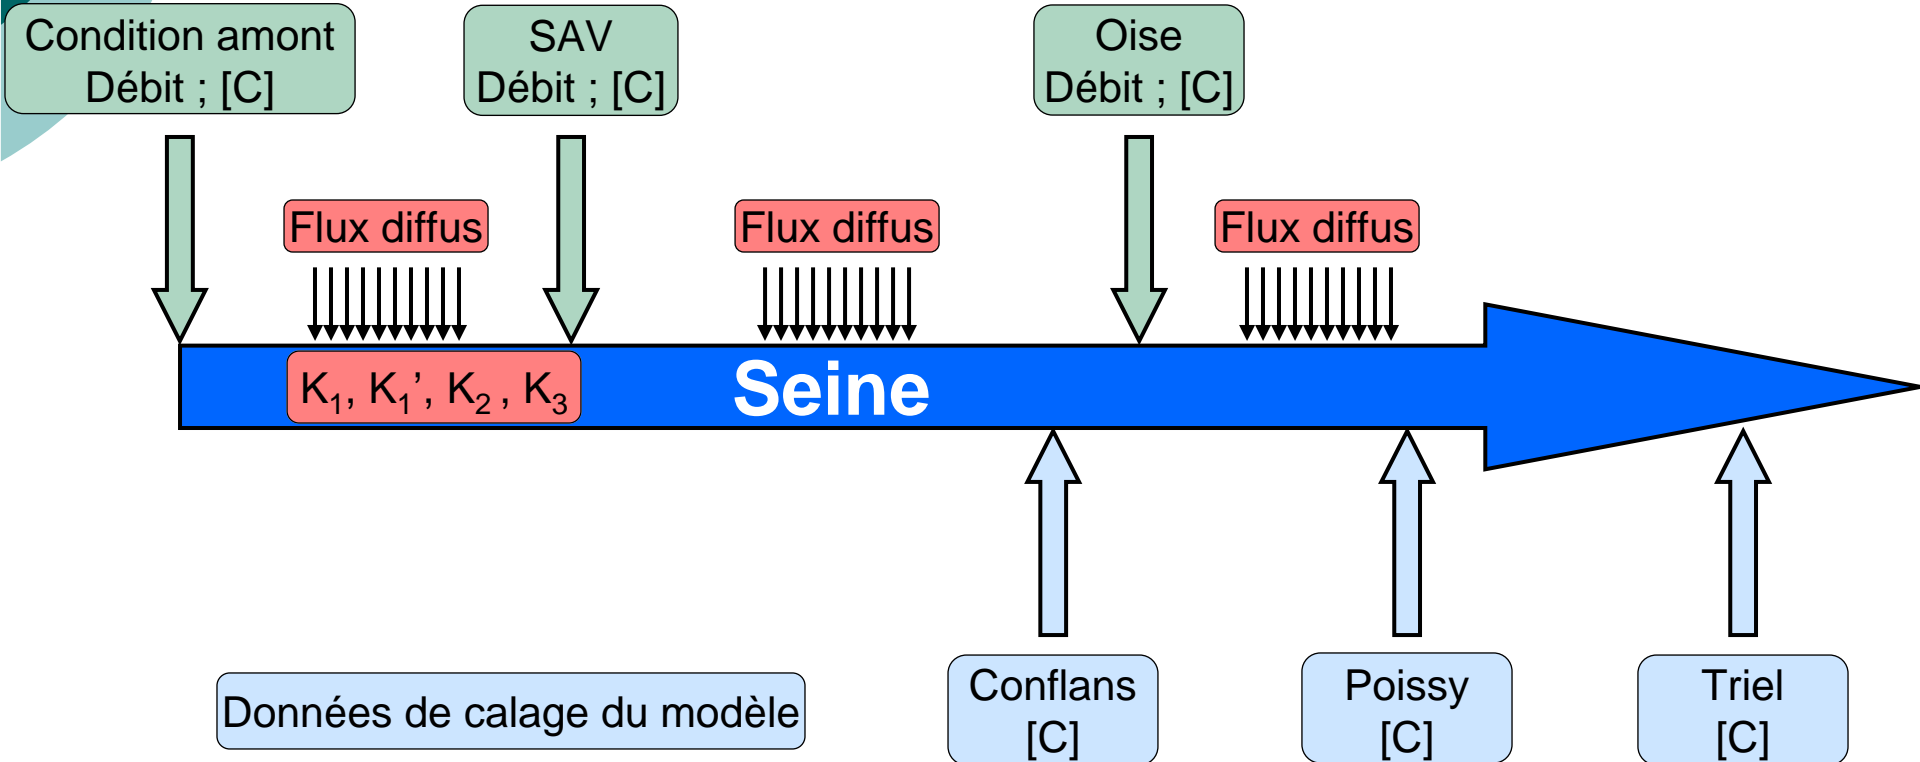 Condition amont
Débit ; [C]
SAV
Débit ; [C]
Oise
Débit ; [C]
Flux diffus
Flux diffus
Flux diffus
K₁, K₁’, K₂ , K₃
Seine
Données de calage du modèle
Conflans
[C]
Poissy
[C]
Triel
[C]